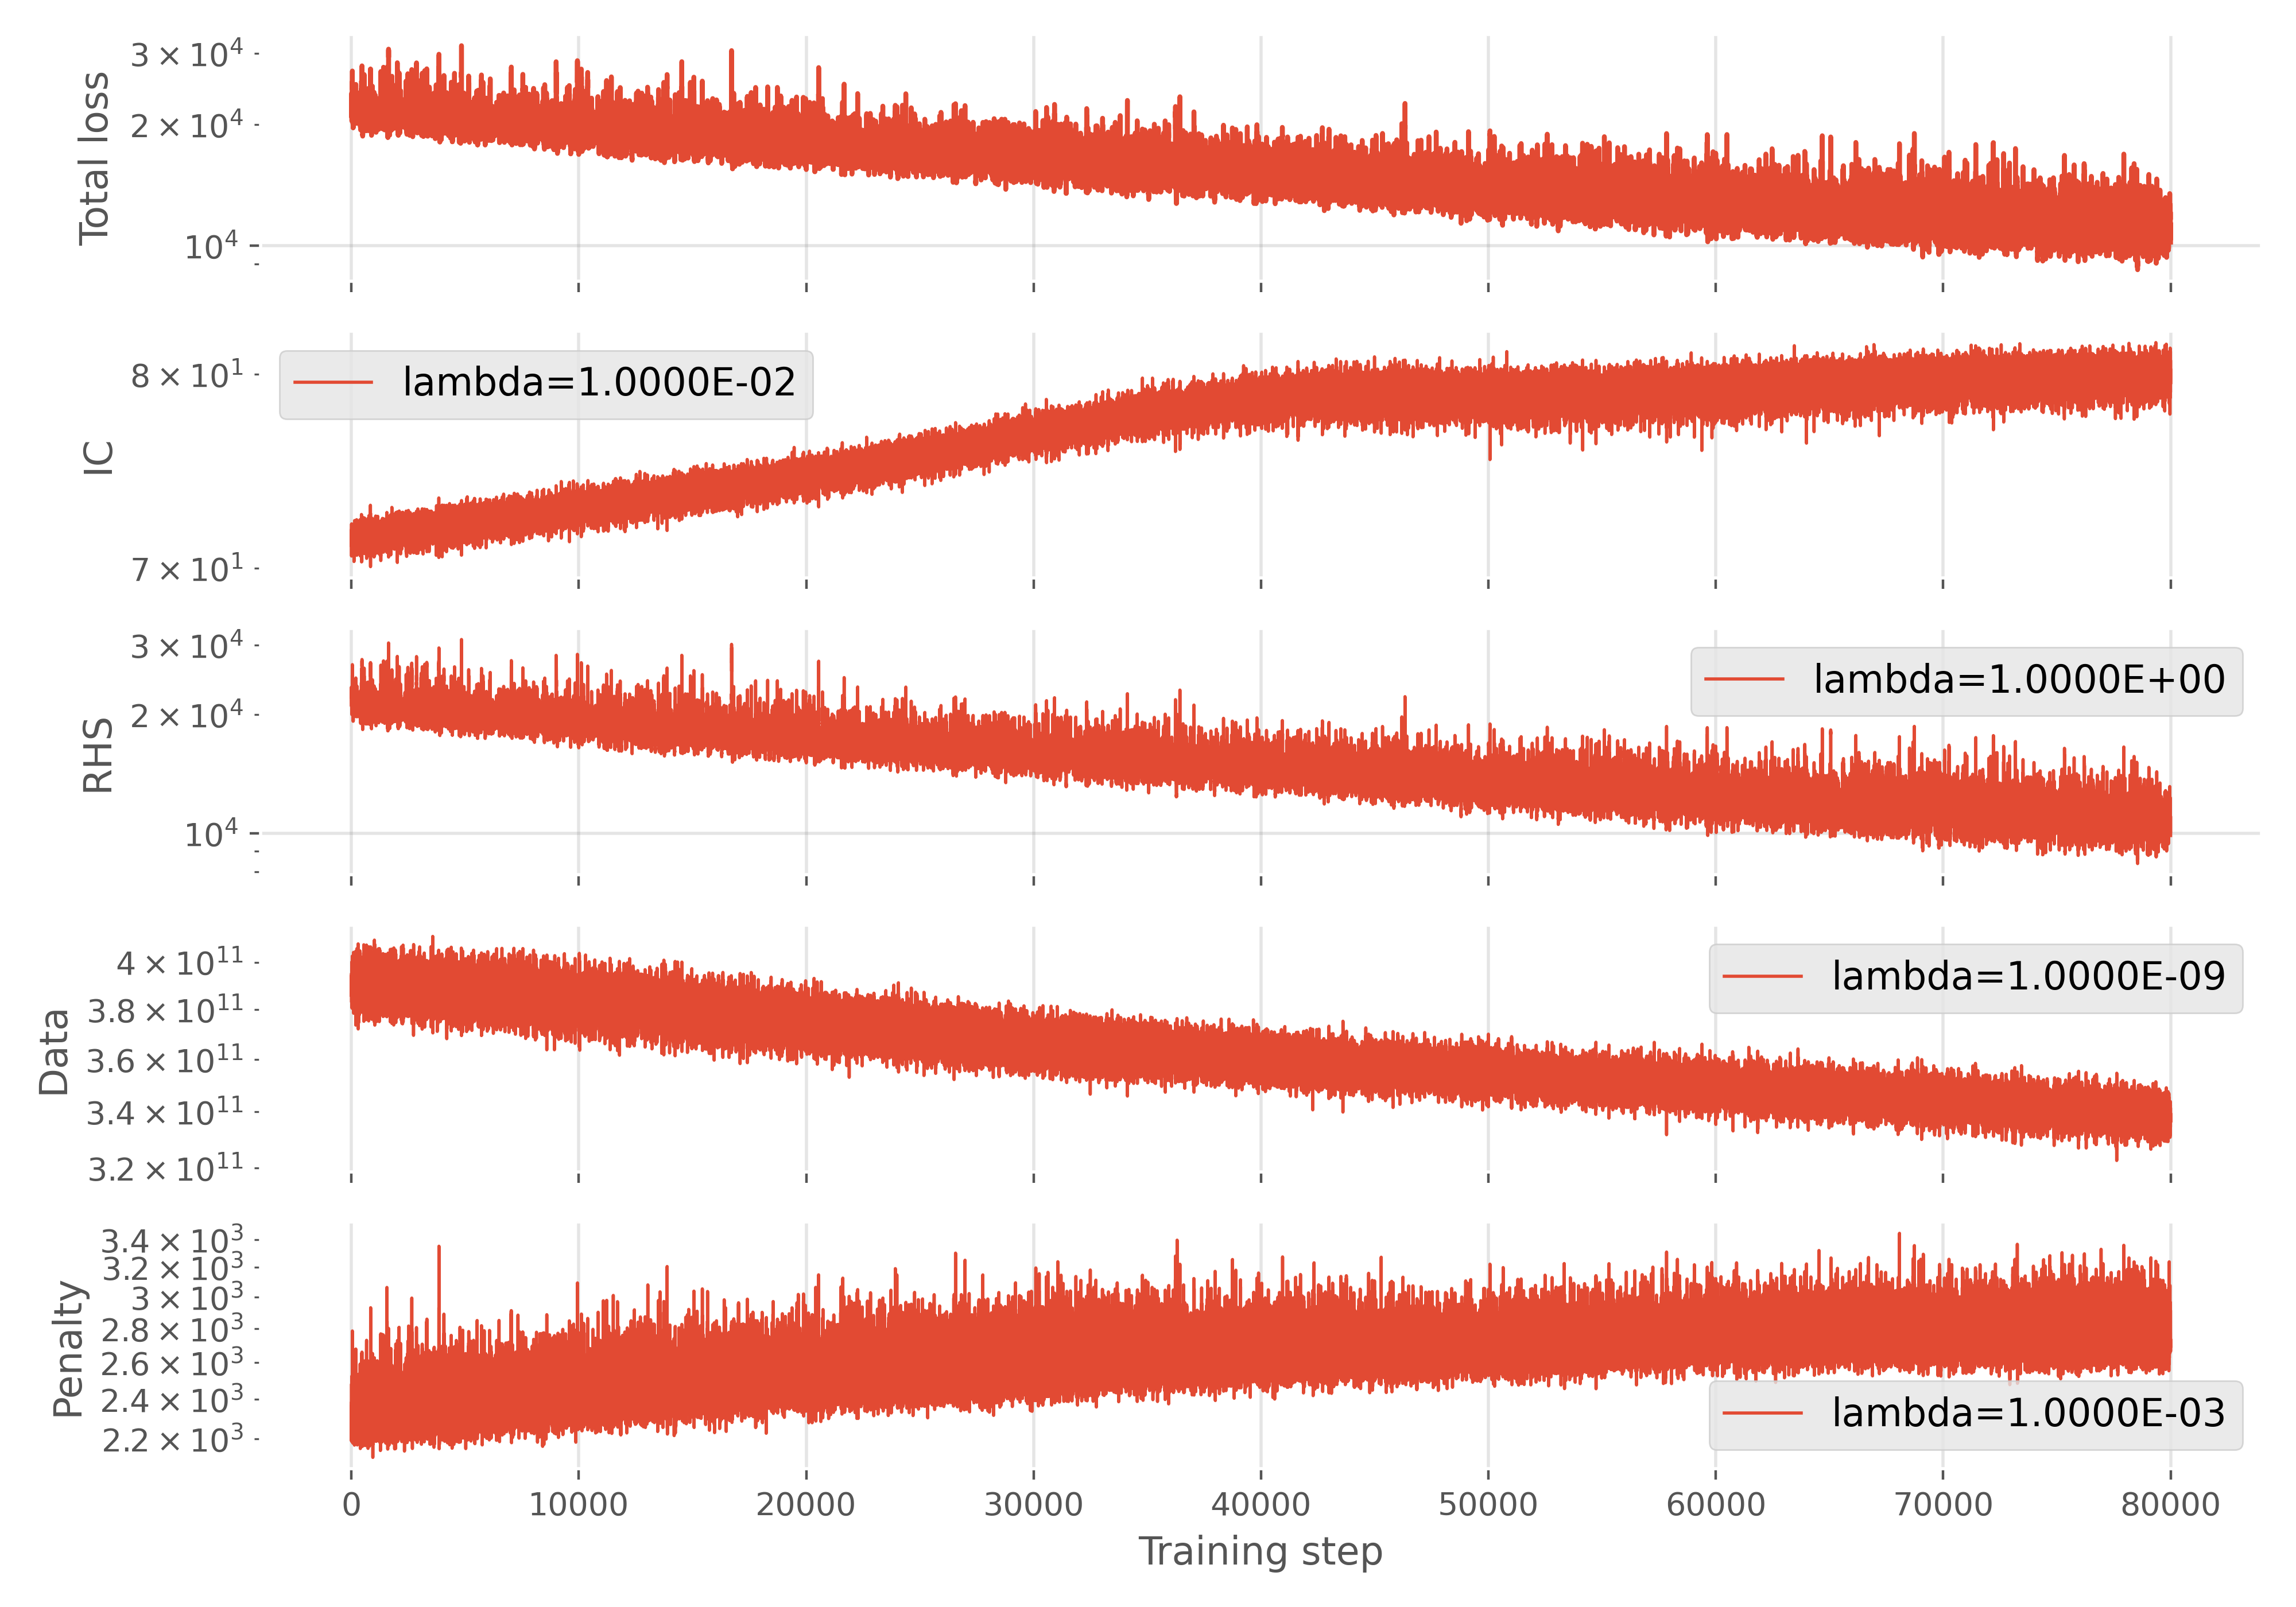 Total loss
3 × 10⁴
2 × 10⁴
10⁴
IC
8 × 10¹
7 × 10¹
lambda=1.0000E-02
RHS
3 × 10⁴
2 × 10⁴
10⁴
lambda=1.0000E+00
Data
4 × 10¹¹
3.8 × 10¹¹
3.6 × 10¹¹
3.4 × 10¹¹
3.2 × 10¹¹
lambda=1.0000E-09
Penalty
3.4 × 10³
3.2 × 10³
3 × 10³
2.8 × 10³
2.6 × 10³
2.4 × 10³
2.2 × 10³
lambda=1.0000E-03
0 10000 20000 30000 40000 50000 60000 70000 80000
Training step